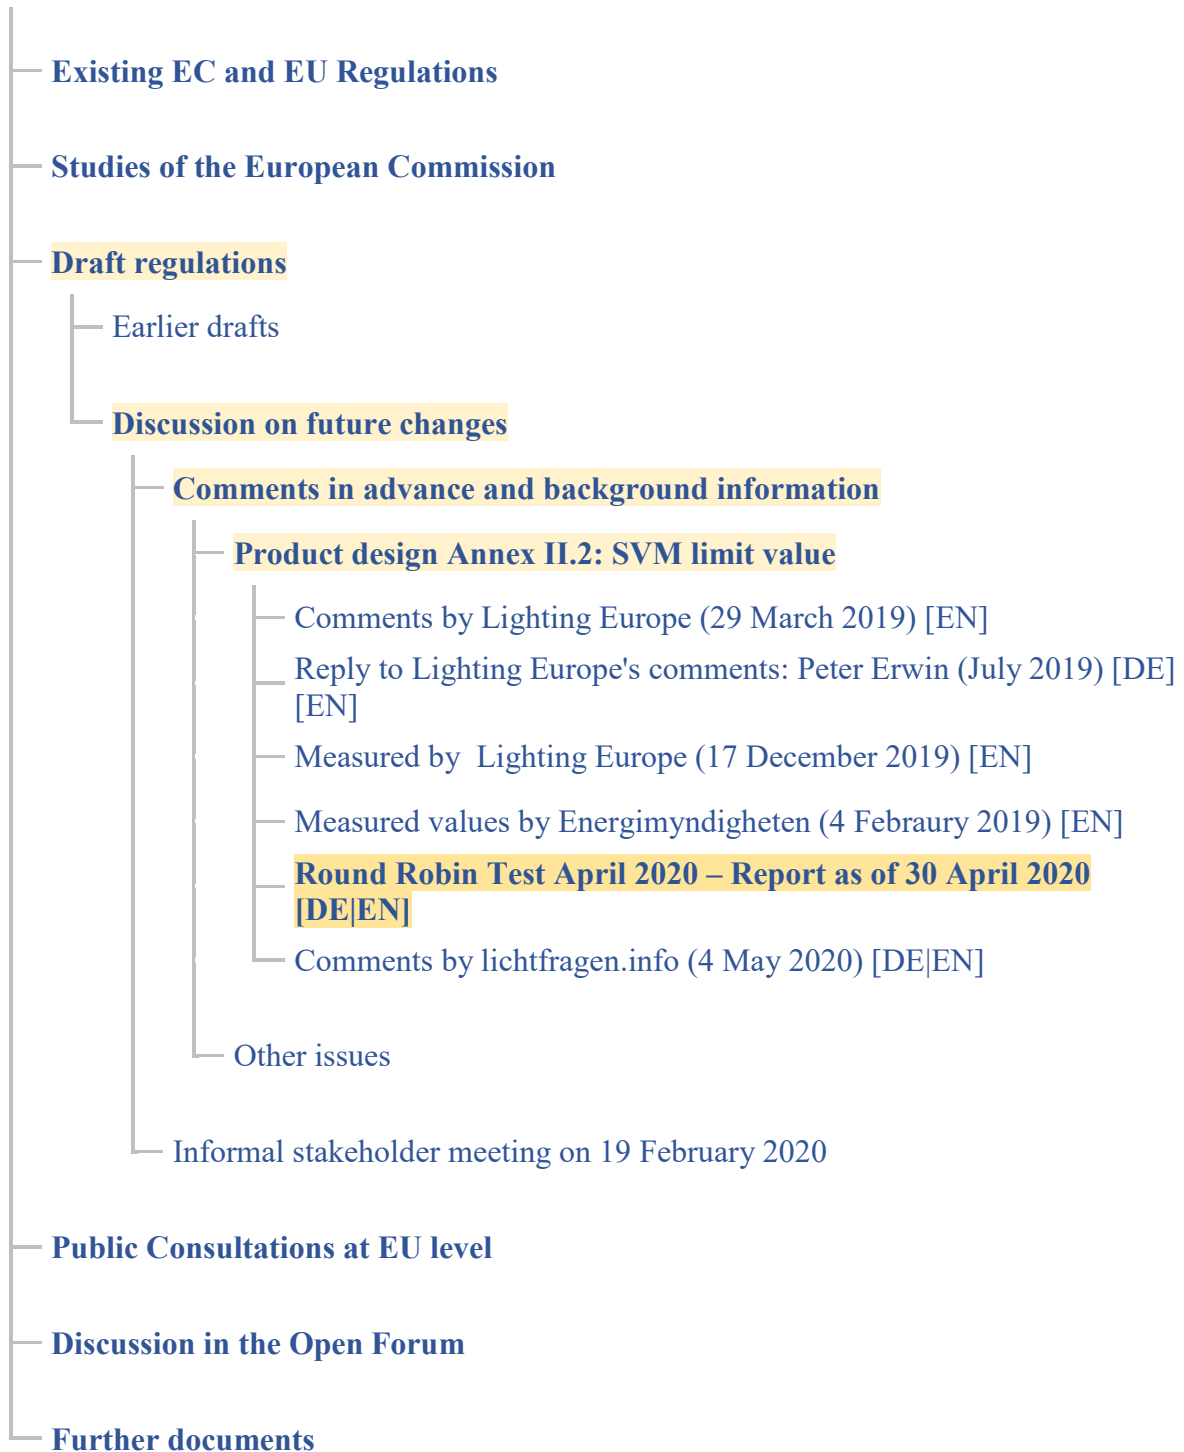 Existing EC and EU Regulations
Studies of the European Commission
Draft regulations
Earlier drafts
Discussion on future changes
Comments in advance and background information
Product design Annex II.2: SVM limit value
Comments by Lighting Europe (29 March 2019) [EN]
Reply to Lighting Europe's comments: Peter Erwin (July 2019) [DE]
[EN]
Measured by  Lighting Europe (17 December 2019) [EN]
Measured values by Energimyndigheten (4 Febraury 2019) [EN]
Round Robin Test April 2020 – Report as of 30 April 2020
[DE|EN]
Comments by lichtfragen.info (4 May 2020) [DE|EN]
Other issues
Informal stakeholder meeting on 19 February 2020
Public Consultations at EU level
Discussion in the Open Forum
Further documents